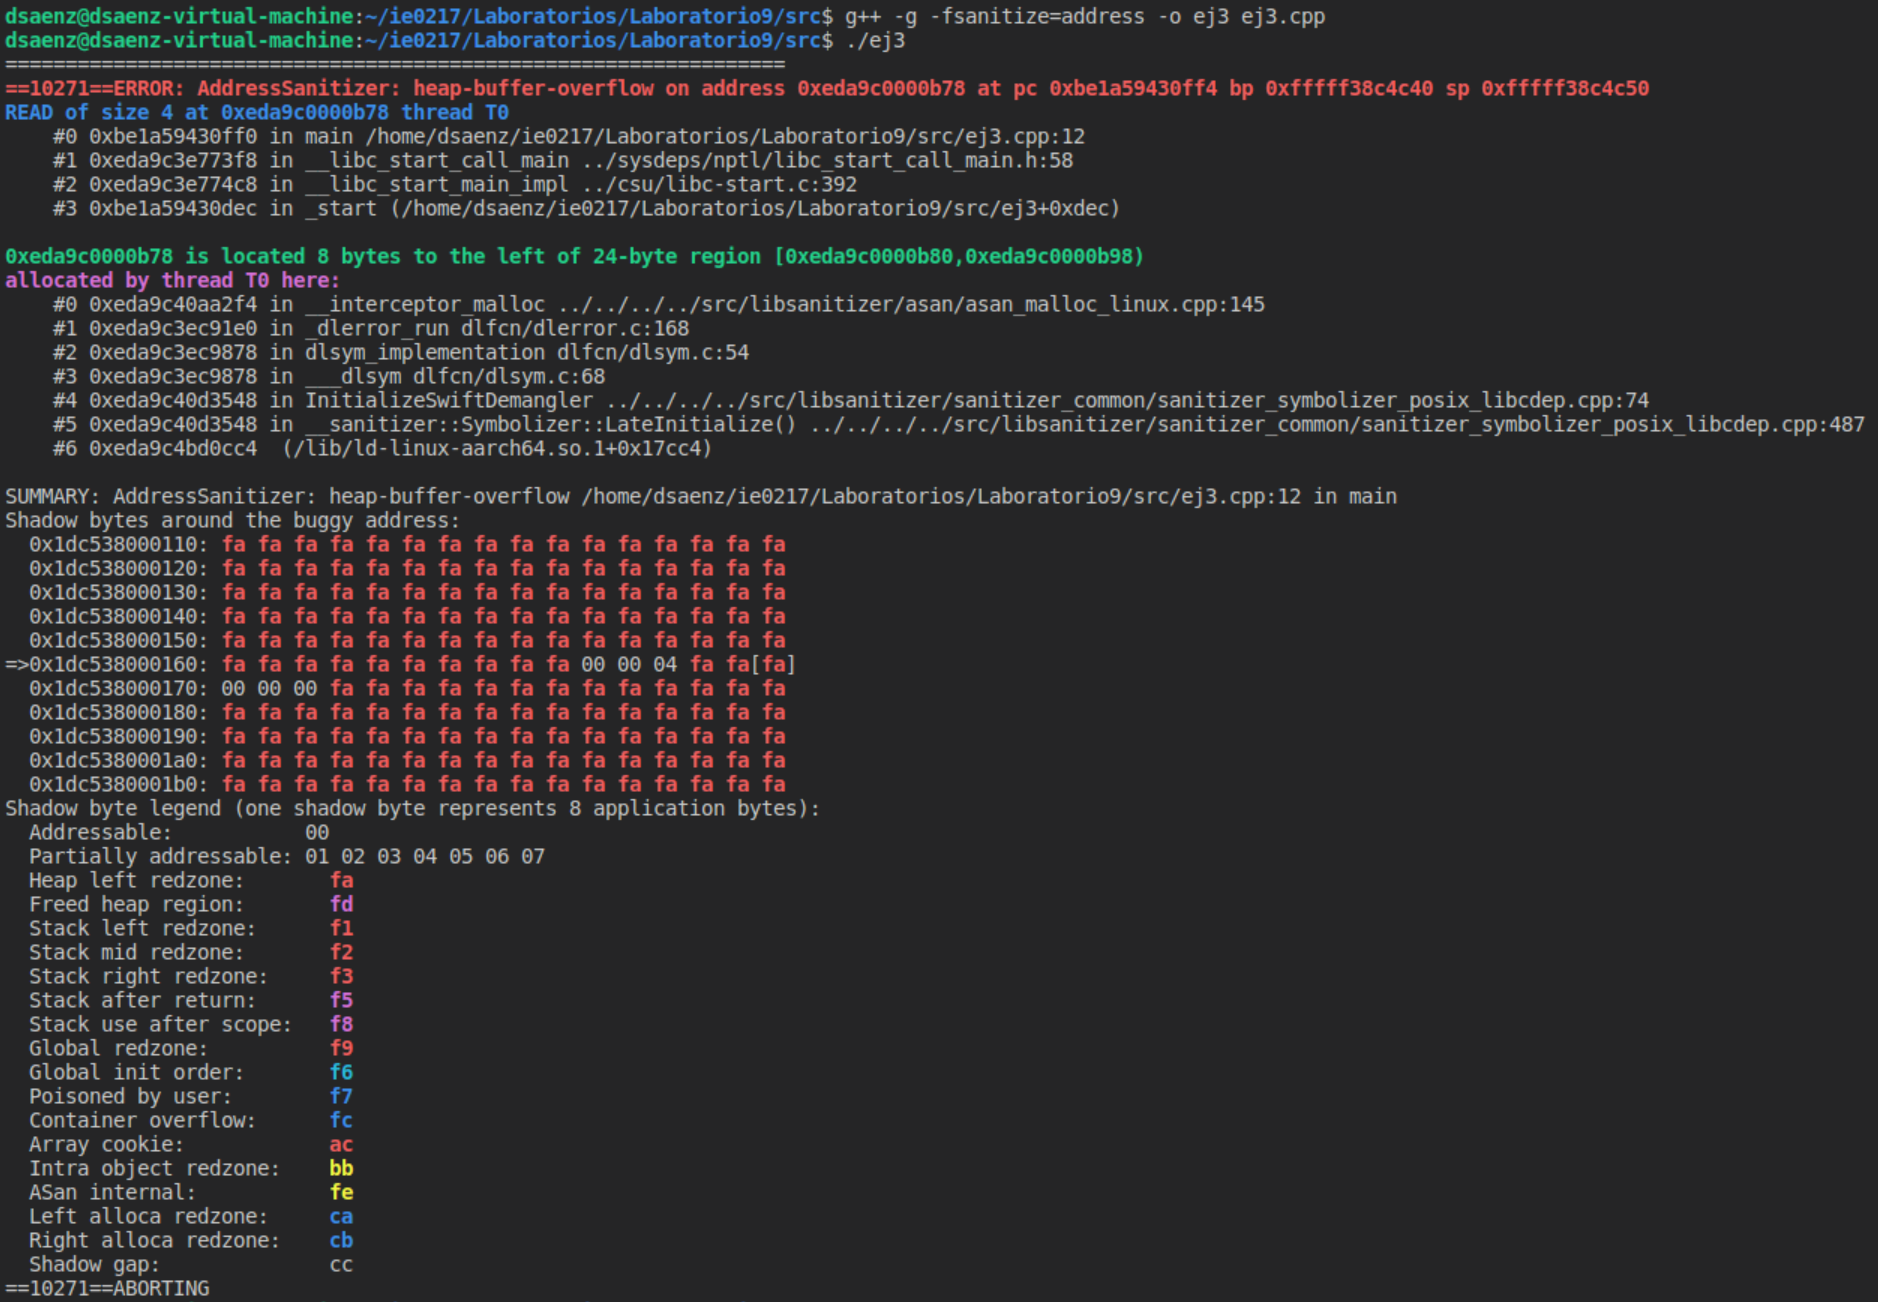 dsaenz@dsaenz-virtual-machine:~/ie0217/Laboratorios/Laboratorio9/src$ g++ -g -fsanitize=address -o ej3 ej3.cpp
dsaenz@dsaenz-virtual-machine:~/ie0217/Laboratorios/Laboratorio9/src$ ./ej3
=================================================================
==10271==ERROR: AddressSanitizer: heap-buffer-overflow on address 0xeda9c0000b78 at pc 0xbe1a59430ff4 bp 0xfffff38c4c40 sp 0xfffff38c4c50
READ of size 4 at 0xeda9c0000b78 thread T0
    #0 0xbe1a59430ff0 in main /home/dsaenz/ie0217/Laboratorios/Laboratorio9/src/ej3.cpp:12
    #1 0xeda9c3e773f8 in __libc_start_call_main ../sysdeps/nptl/libc_start_call_main.h:58
    #2 0xeda9c3e774c8 in __libc_start_main_impl ../csu/libc-start.c:392
    #3 0xbe1a59430dec in _start (/home/dsaenz/ie0217/Laboratorios/Laboratorio9/src/ej3+0xdec)

0xeda9c0000b78 is located 8 bytes to the left of 24-byte region [0xeda9c0000b80,0xeda9c0000b98)
allocated by thread T0 here:
    #0 0xeda9c40aa2f4 in __interceptor_malloc ../../../../src/libsanitizer/asan/asan_malloc_linux.cpp:145
    #1 0xeda9c3ec91e0 in _dlerror_run dlfcn/dlerror.c:168
    #2 0xeda9c3ec9878 in dlsym_implementation dlfcn/dlsym.c:54
    #3 0xeda9c3ec9878 in ___dlsym dlfcn/dlsym.c:68
    #4 0xeda9c40d3548 in InitializeSwiftDemangler ../../../../src/libsanitizer/sanitizer_common/sanitizer_symbolizer_posix_libcdep.cpp:74
    #5 0xeda9c40d3548 in __sanitizer::Symbolizer::LateInitialize() ../../../../src/libsanitizer/sanitizer_common/sanitizer_symbolizer_posix_libcdep.cpp:487
    #6 0xeda9c4bd0cc4  (/lib/ld-linux-aarch64.so.1+0x17cc4)

SUMMARY: AddressSanitizer: heap-buffer-overflow /home/dsaenz/ie0217/Laboratorios/Laboratorio9/src/ej3.cpp:12 in main
Shadow bytes around the buggy address:
  0x1dc538000110: fa fa fa fa fa fa fa fa fa fa fa fa fa fa fa fa
  0x1dc538000120: fa fa fa fa fa fa fa fa fa fa fa fa fa fa fa fa
  0x1dc538000130: fa fa fa fa fa fa fa fa fa fa fa fa fa fa fa fa
  0x1dc538000140: fa fa fa fa fa fa fa fa fa fa fa fa fa fa fa fa
  0x1dc538000150: fa fa fa fa fa fa fa fa fa fa fa fa fa fa fa fa
=>0x1dc538000160: fa fa fa fa fa fa fa fa fa fa 00 00 04 fa fa[fa]
  0x1dc538000170: 00 00 00 fa fa fa fa fa fa fa fa fa fa fa fa fa
  0x1dc538000180: fa fa fa fa fa fa fa fa fa fa fa fa fa fa fa fa
  0x1dc538000190: fa fa fa fa fa fa fa fa fa fa fa fa fa fa fa fa
  0x1dc5380001a0: fa fa fa fa fa fa fa fa fa fa fa fa fa fa fa fa
  0x1dc5380001b0: fa fa fa fa fa fa fa fa fa fa fa fa fa fa fa fa
Shadow byte legend (one shadow byte represents 8 application bytes):
  Addressable:           00
  Partially addressable: 01 02 03 04 05 06 07
  Heap left redzone:       fa
  Freed heap region:       fd
  Stack left redzone:      f1
  Stack mid redzone:       f2
  Stack right redzone:     f3
  Stack after return:      f5
  Stack use after scope:   f8
  Global redzone:          f9
  Global init order:       f6
  Poisoned by user:        f7
  Container overflow:      fc
  Array cookie:            ac
  Intra object redzone:    bb
  ASan internal:           fe
  Left alloca redzone:     ca
  Right alloca redzone:    cb
  Shadow gap:              cc
==10271==ABORTING